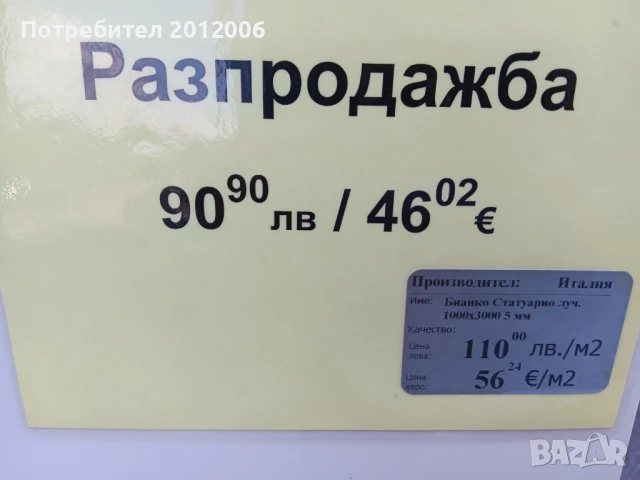 Потребител 2012006
Разпродажба
90⁹⁰ лв / 46⁰²€
Производител: Италия
Име: Бианко Статуарио луч.
1000x3000 5 мм
Качество:
Цена лева: 110⁰⁰ лв./м2
Цена евро: 56²⁴ €/м2
BAZAR